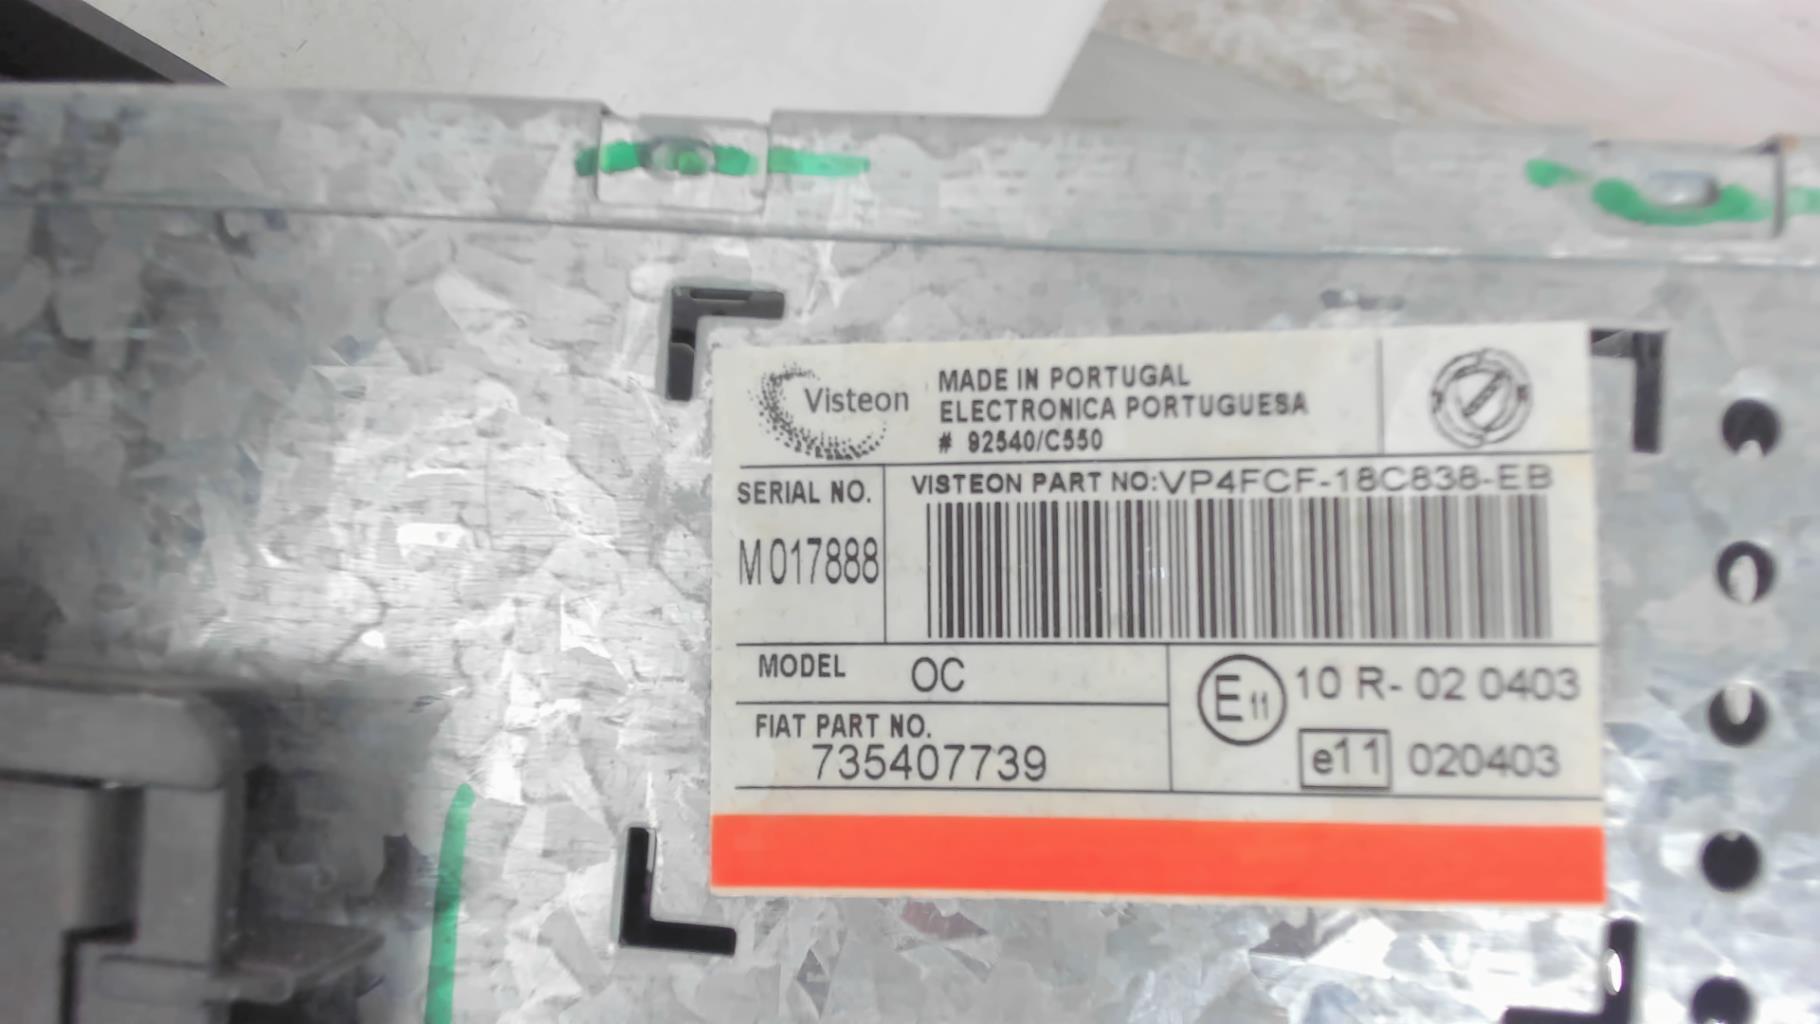 Visteon
MADE IN PORTUGAL
ELECTRONICA PORTUGUESA
# 92540/C550
SERIAL NO.
M017888
VISTEON PART NO:VP4FCF-18C838-EB
MODEL OC
FIAT PART NO.
735407739
E11 10 R- 02 0403
e11 020403